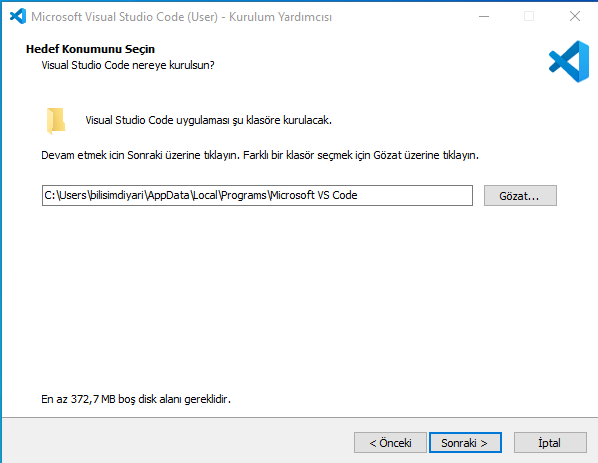 Microsoft Visual Studio Code (User) - Kurulum Yardımcısı
Hedef Konumunu Seçin
Visual Studio Code nereye kurulsun?
Visual Studio Code uygulaması şu klasöre kurulacak.
Devam etmek için Sonraki üzerine tıklayın. Farklı bir klasör seçmek için Gözat üzerine tıklayın.
C:\Users\bilisimdiyari\AppData\Local\Programs\Microsoft VS Code
Gözat...
En az 372,7 MB boş disk alanı gereklidir.
< Önceki
Sonraki >
İptal